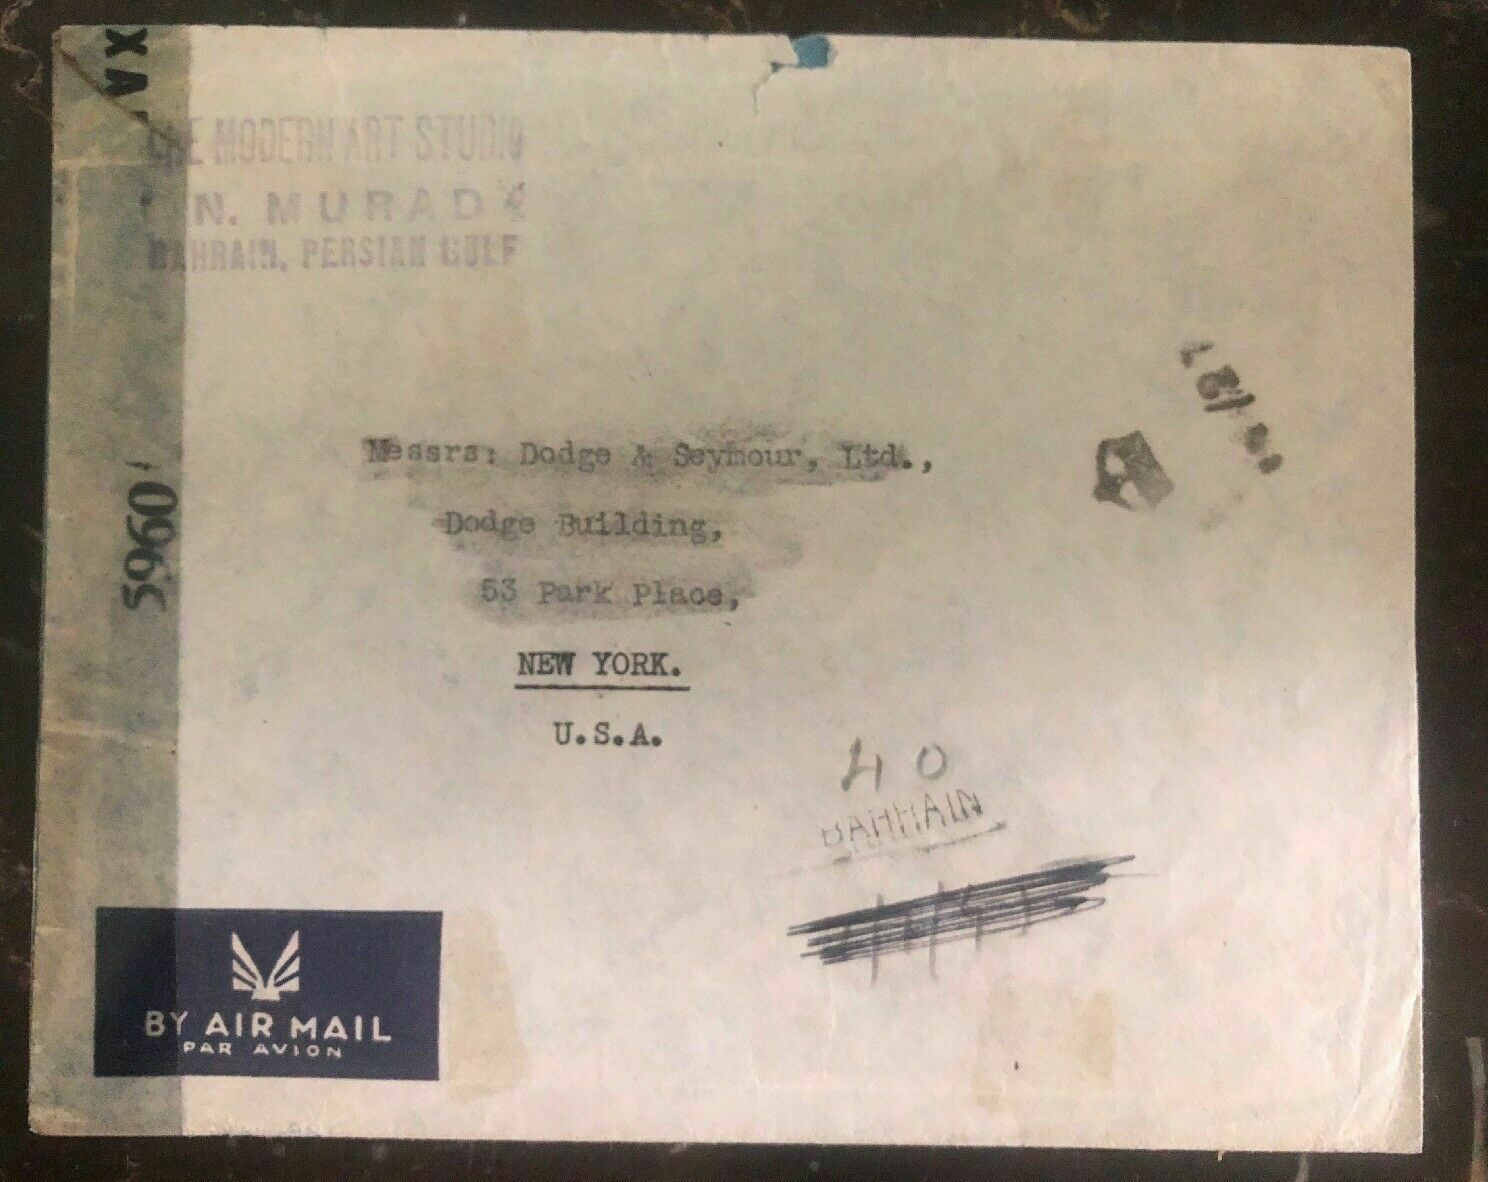 THE MODERN ART STUDIO
N. MURAD
BAHRAIN, PERSIAN GULF
5960
Messrs: Dodge & Seymour, Ltd.,
Dodge Building,
53 Park Place,
NEW YORK.
U.S.A.
40
BAHRAIN
BY AIR MAIL
PAR AVION